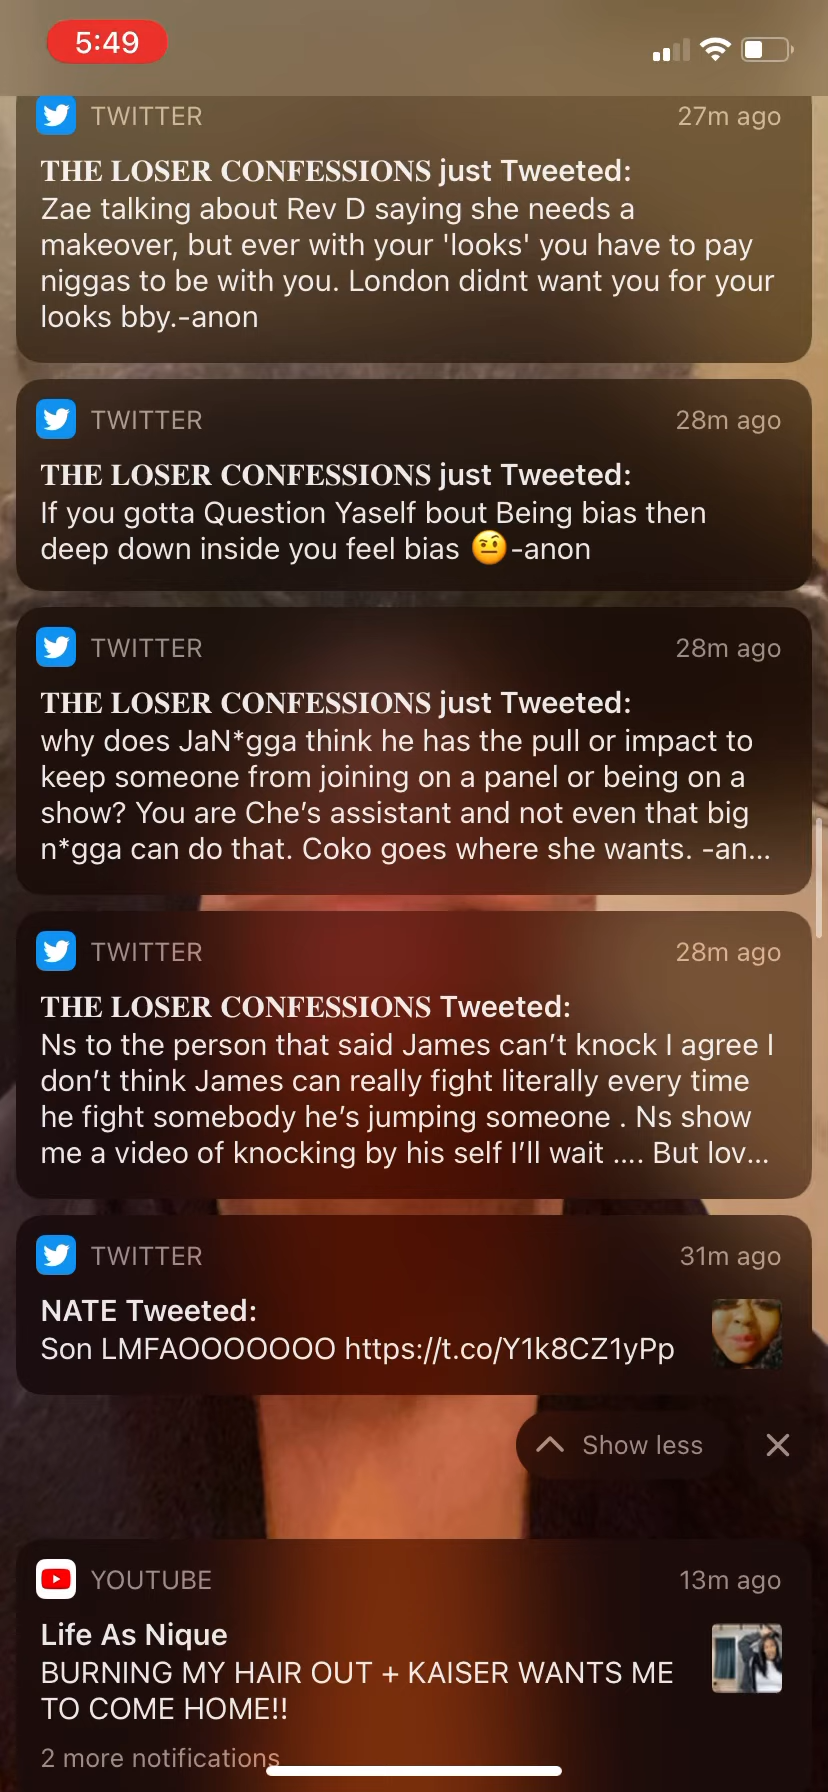 5:49
TWITTER
27m ago
THE LOSER CONFESSIONS just Tweeted:
Zae talking about Rev D saying she needs a
makeover, but ever with your 'looks' you have to pay
niggas to be with you. London didnt want you for your
looks bby.-anon
TWITTER
28m ago
THE LOSER CONFESSIONS just Tweeted:
If you gotta Question Yaself bout Being bias then
deep down inside you feel bias 🤨-anon
TWITTER
28m ago
THE LOSER CONFESSIONS just Tweeted:
why does JaN*gga think he has the pull or impact to
keep someone from joining on a panel or being on a
show? You are Che’s assistant and not even that big
n*gga can do that. Coko goes where she wants. -an...
TWITTER
28m ago
THE LOSER CONFESSIONS Tweeted:
Ns to the person that said James can’t knock I agree I
don’t think James can really fight literally every time
he fight somebody he’s jumping someone . Ns show
me a video of knocking by his self I’ll wait .... But lov...
TWITTER
31m ago
NATE Tweeted:
Son LMFAOOOOOOO https://t.co/Y1k8CZ1yPp
Show less
YOUTUBE
13m ago
Life As Nique
BURNING MY HAIR OUT + KAISER WANTS ME
TO COME HOME!!
2 more notifications